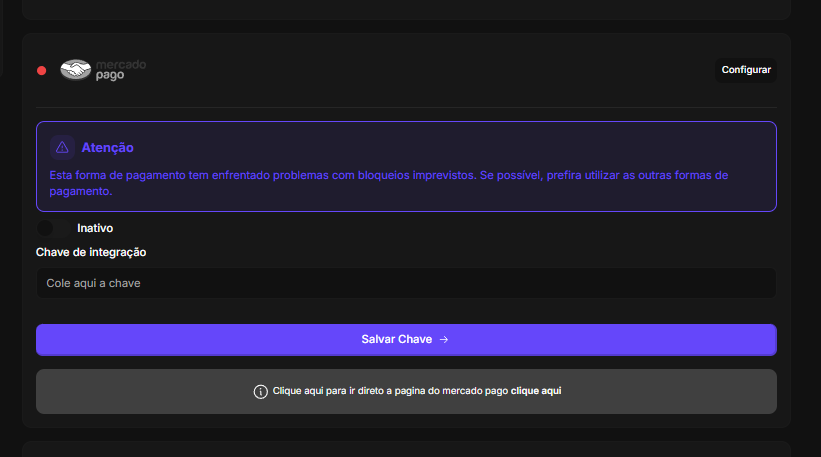 mercado
pago
Configurar
Atenção
Esta forma de pagamento tem enfrentado problemas com bloqueios imprevistos. Se possível, prefira utilizar as outras formas de
pagamento.
Inativo
Chave de integração
Cole aqui a chave
Salvar Chave →
Clique aqui para ir direto a pagina do mercado pago clique aqui